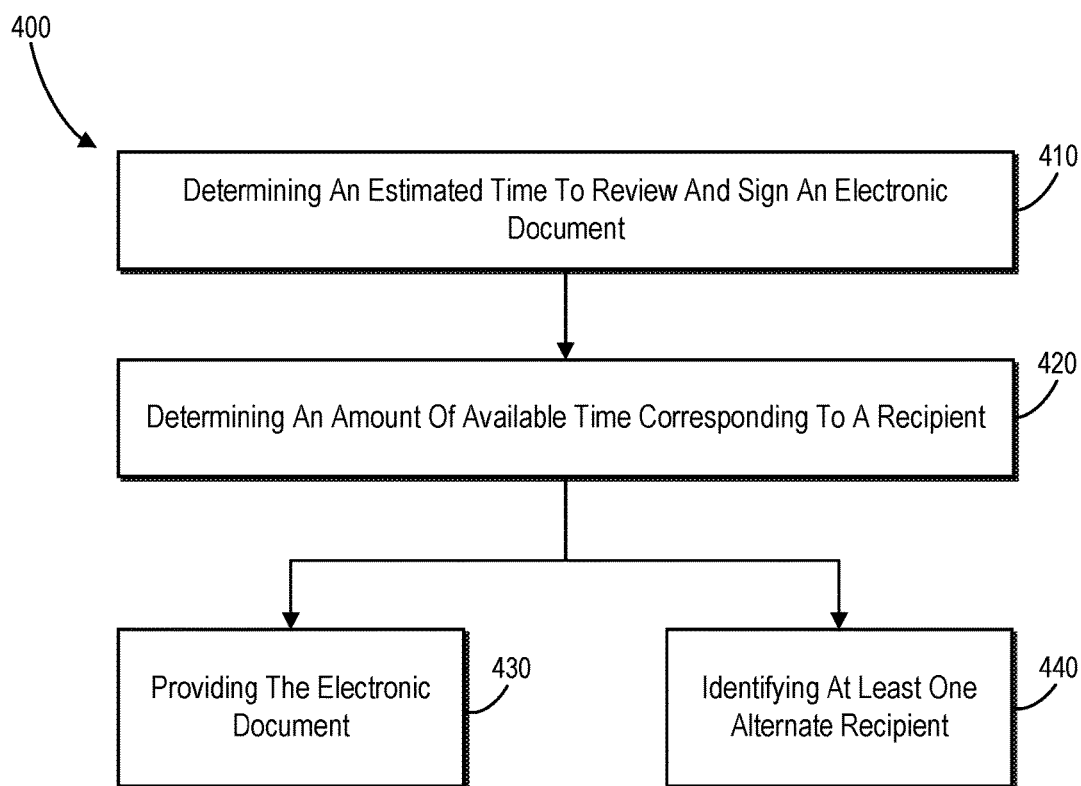 400
Determining An Estimated Time To Review And Sign An Electronic
Document
410
Determining An Amount Of Available Time Corresponding To A Recipient
420
Providing The Electronic
Document
430
Identifying At Least One
Alternate Recipient
440